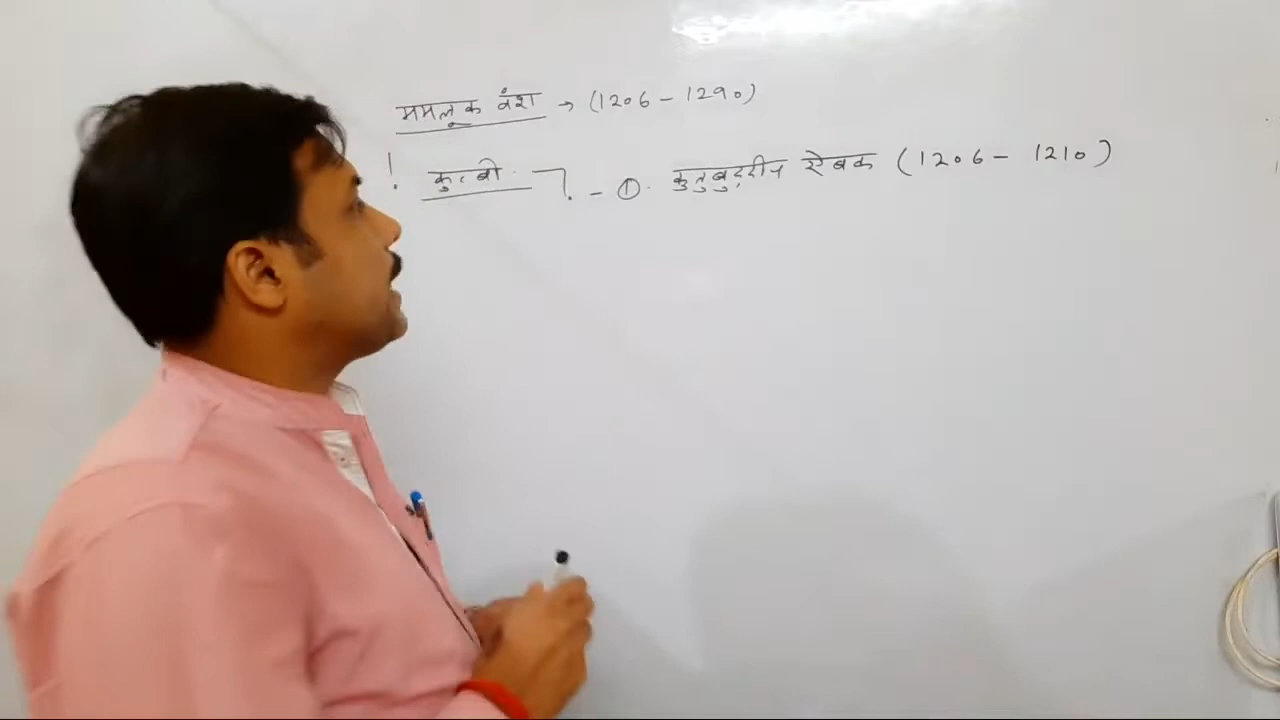 ममलूक वंश → (1206 - 1290)
कुत्बी - ①. कुतुबुद्दीन ऐबक (1206 - 1210)